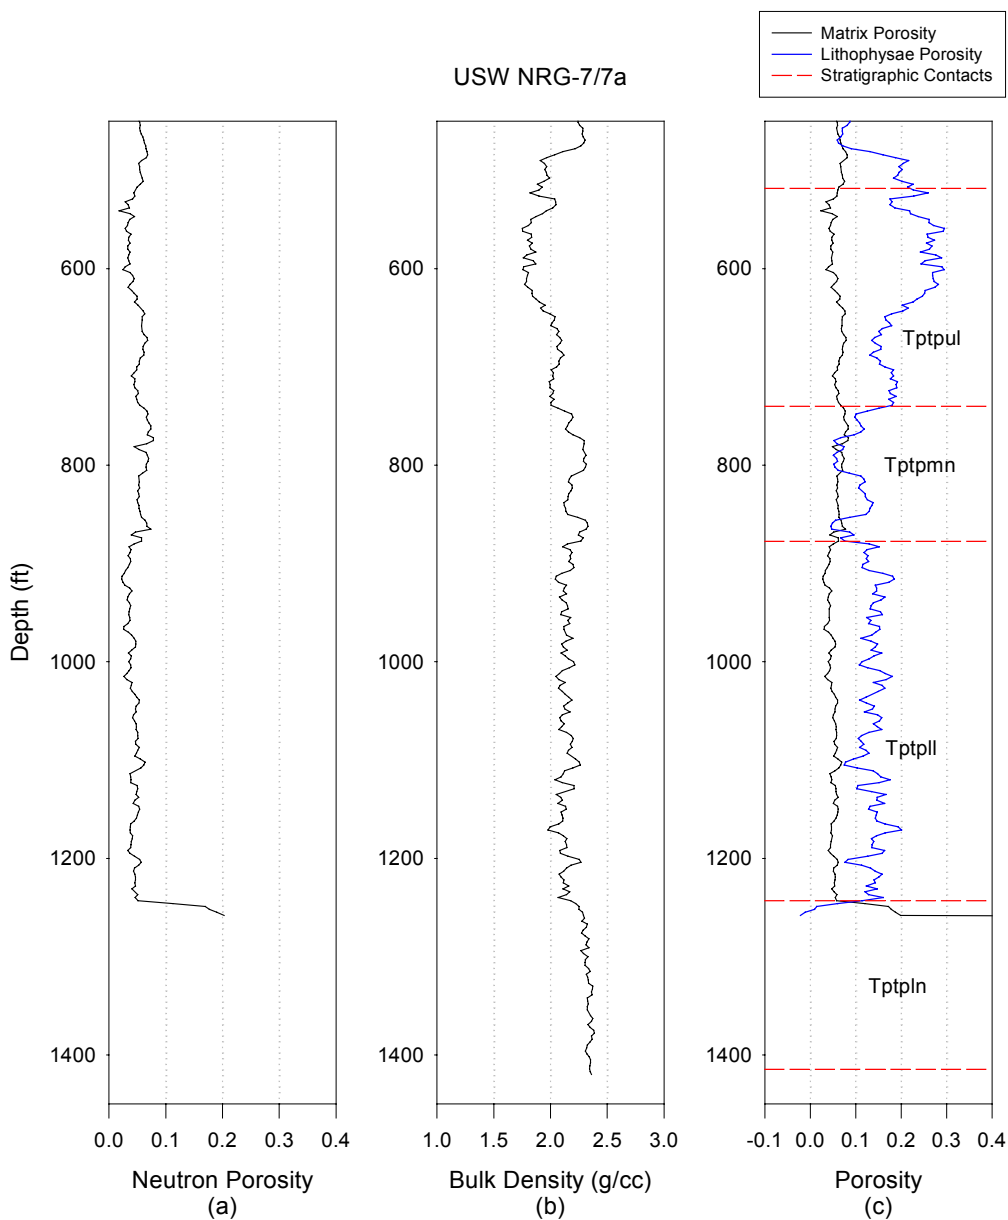 Matrix Porosity
Lithophysae Porosity
Stratigraphic Contacts
USW NRG-7/7a
Depth (ft)
600
800
1000
1200
1400
0.0 0.1 0.2 0.3 0.4
Neutron Porosity
(a)
600
800
1000
1200
1400
1.0 1.5 2.0 2.5 3.0
Bulk Density (g/cc)
(b)
600
800
1000
1200
1400
Tptpul
Tptpmn
Tptpll
Tptpln
-0.1 0.0 0.1 0.2 0.3 0.4
Porosity
(c)